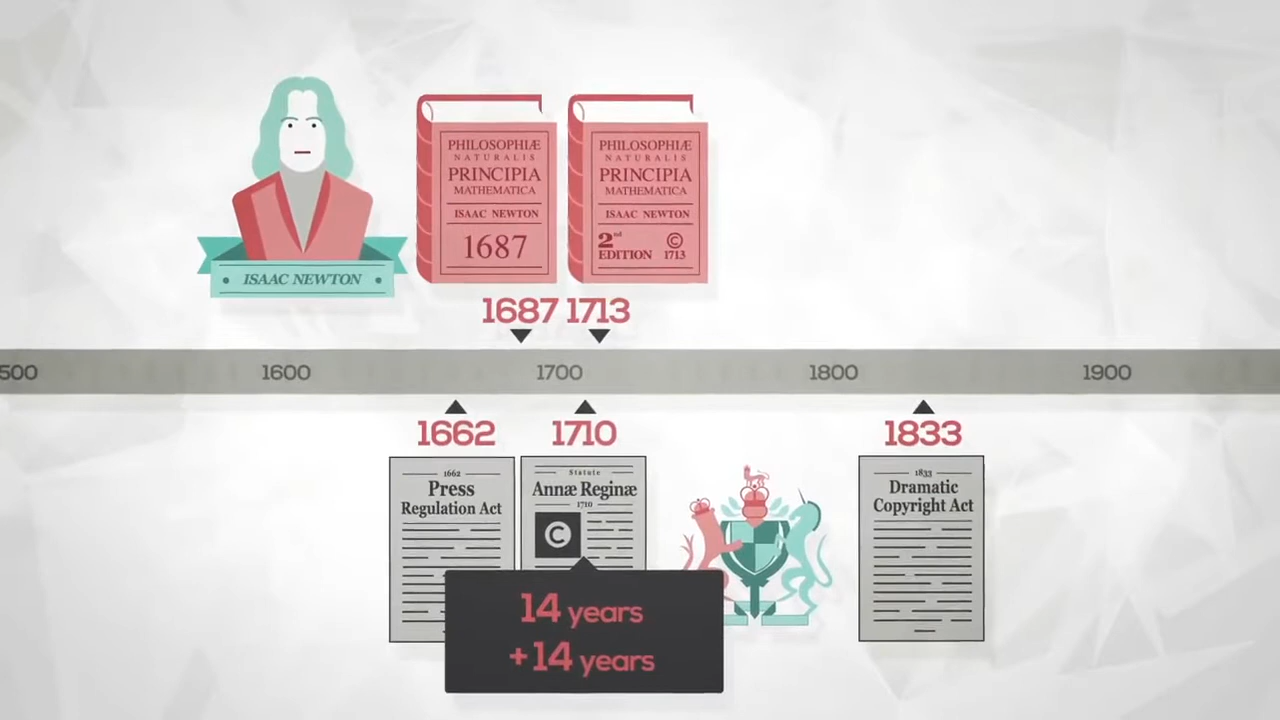 ISAAC NEWTON
PHILOSOPHIÆ
NATURALIS
PRINCIPIA
MATHEMATICA
ISAAC NEWTON
1687
PHILOSOPHIÆ
NATURALIS
PRINCIPIA
MATHEMATICA
ISAAC NEWTON
2nd
EDITION
©
1713
1687
1713
500
1600
1700
1800
1900
1662
1710
1833
1662
Press
Regulation Act
Statute
Annæ Reginæ
1710
©
14 years
+14 years
1833
Dramatic
Copyright Act